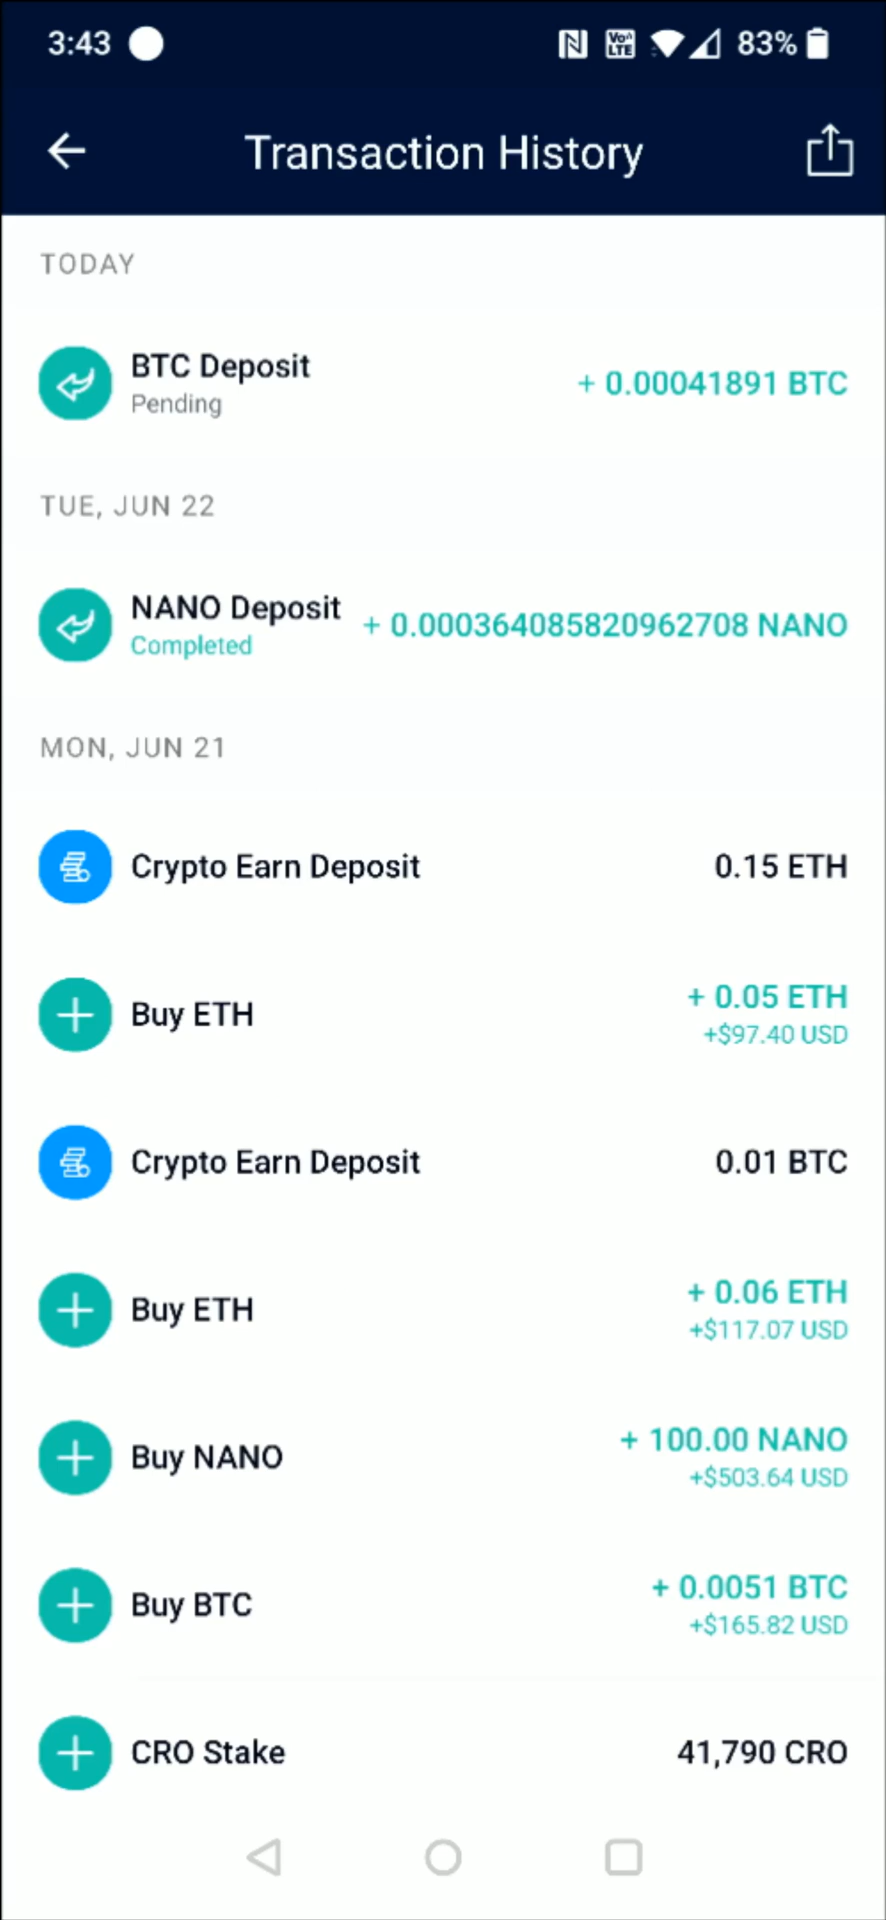 3:43
VoLTE
83%
Transaction History
TODAY
BTC Deposit
Pending
+ 0.00041891 BTC
TUE, JUN 22
NANO Deposit
Completed
+ 0.000364085820962708 NANO
MON, JUN 21
Crypto Earn Deposit
0.15 ETH
Buy ETH
+ 0.05 ETH
+$97.40 USD
Crypto Earn Deposit
0.01 BTC
Buy ETH
+ 0.06 ETH
+$117.07 USD
Buy NANO
+ 100.00 NANO
+$503.64 USD
Buy BTC
+ 0.0051 BTC
+$165.82 USD
CRO Stake
41,790 CRO